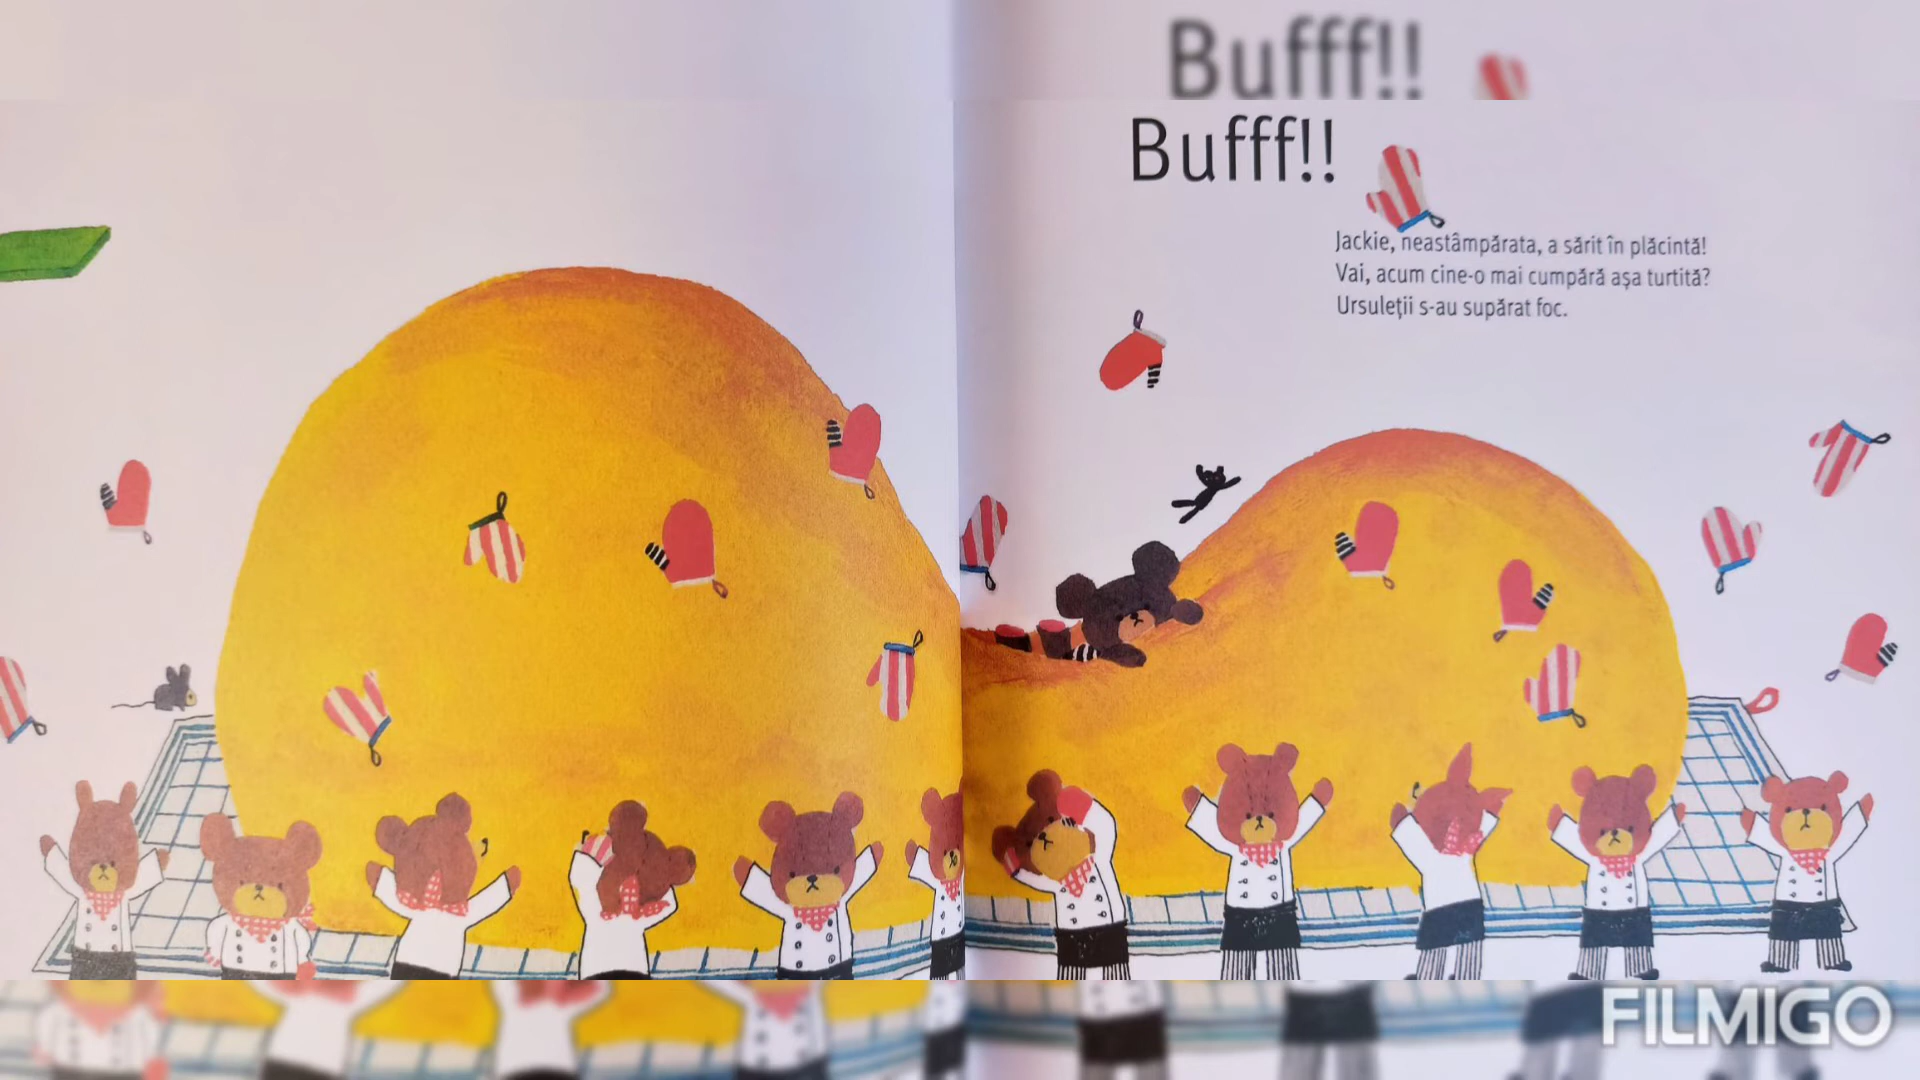 Bufff!!
Bufff!!
Jackie, neastâmpărata, a sărit în plăcintă!
Vai, acum cine-o mai cumpără așa turtită?
Ursuleții s-au supărat foc.
FILMIGO